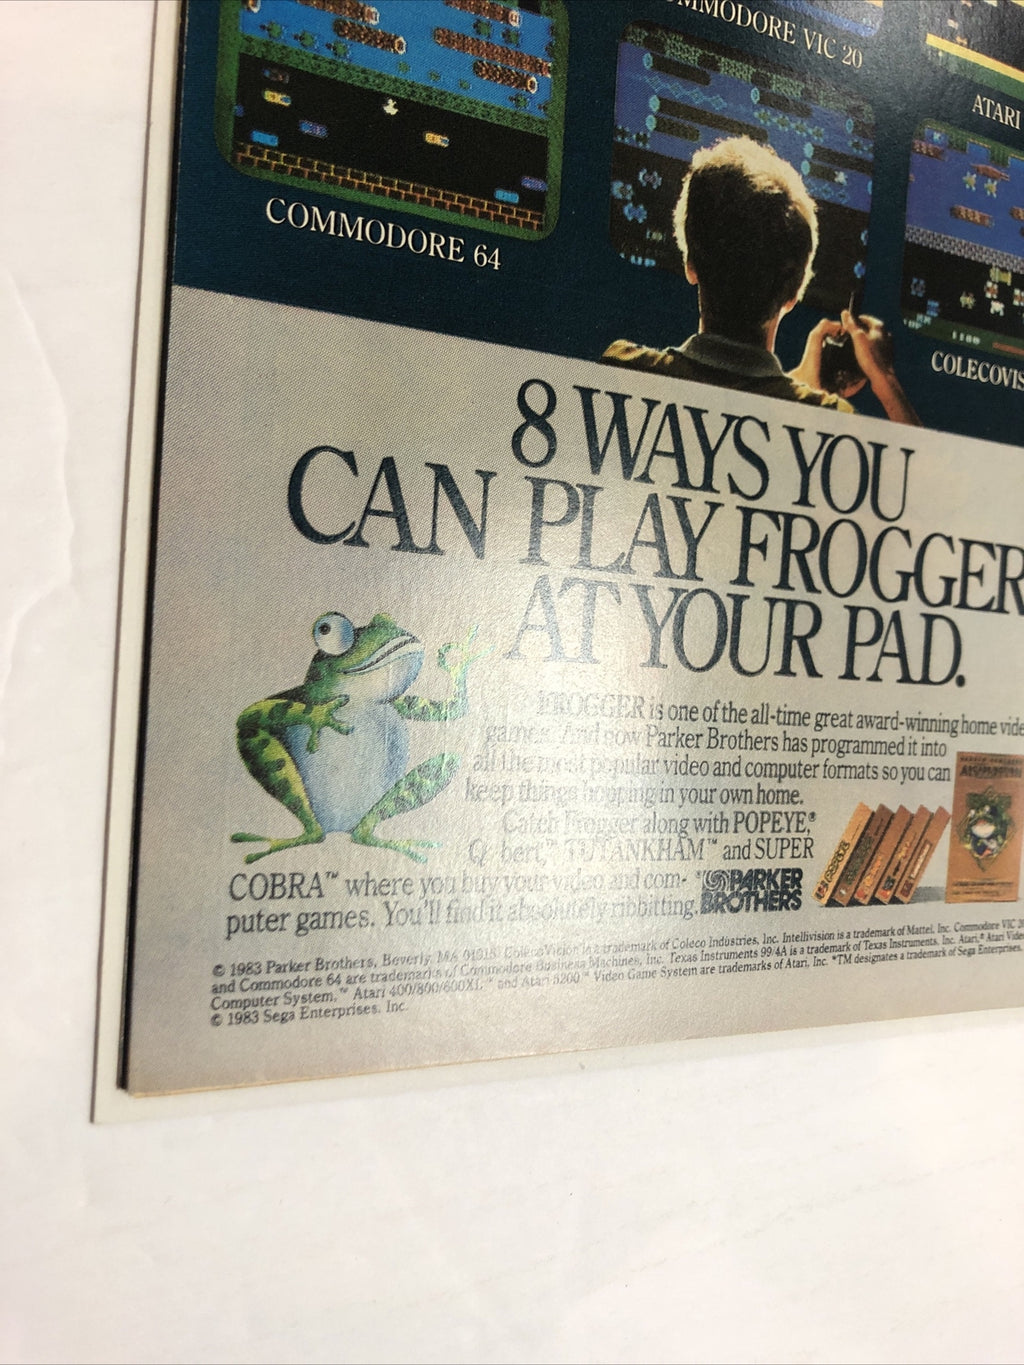 COMMODORE VIC 20
ATARI
COMMODORE 64
COLECOVIS
8 WAYS YOU
CAN PLAY FROGGER
AT YOUR PAD.
FROGGER is one of the all-time great award-winning home vide
games. And now Parker Brothers has programmed it into
all the most popular video and computer formats so you can
keep things hopping in your own home.
Catch Frogger along with POPEYE,®
Q*bert,™ TUTANKHAM™ and SUPER
COBRA™ where you buy your video and com-
puter games. You'll find it absolutely ribbitting.
PARKER
BROTHERS
© 1983 Parker Brothers, Beverly, MA 01915 ColecoVision is a trademark of Coleco Industries, Inc. Intellivision is a trademark of Mattel, Inc. Commodore VIC 20
and Commodore 64 are trademarks of Commodore Business Machines, Inc. Texas Instruments 99/4A is a trademark of Texas Instruments, Inc. Atari,® Atari Video
Computer System,™ Atari 400/800/600XL™ and Atari 5200™ Video Game System are trademarks of Atari, Inc. *TM designates a trademark of Sega Enterprises.
© 1983 Sega Enterprises, Inc.